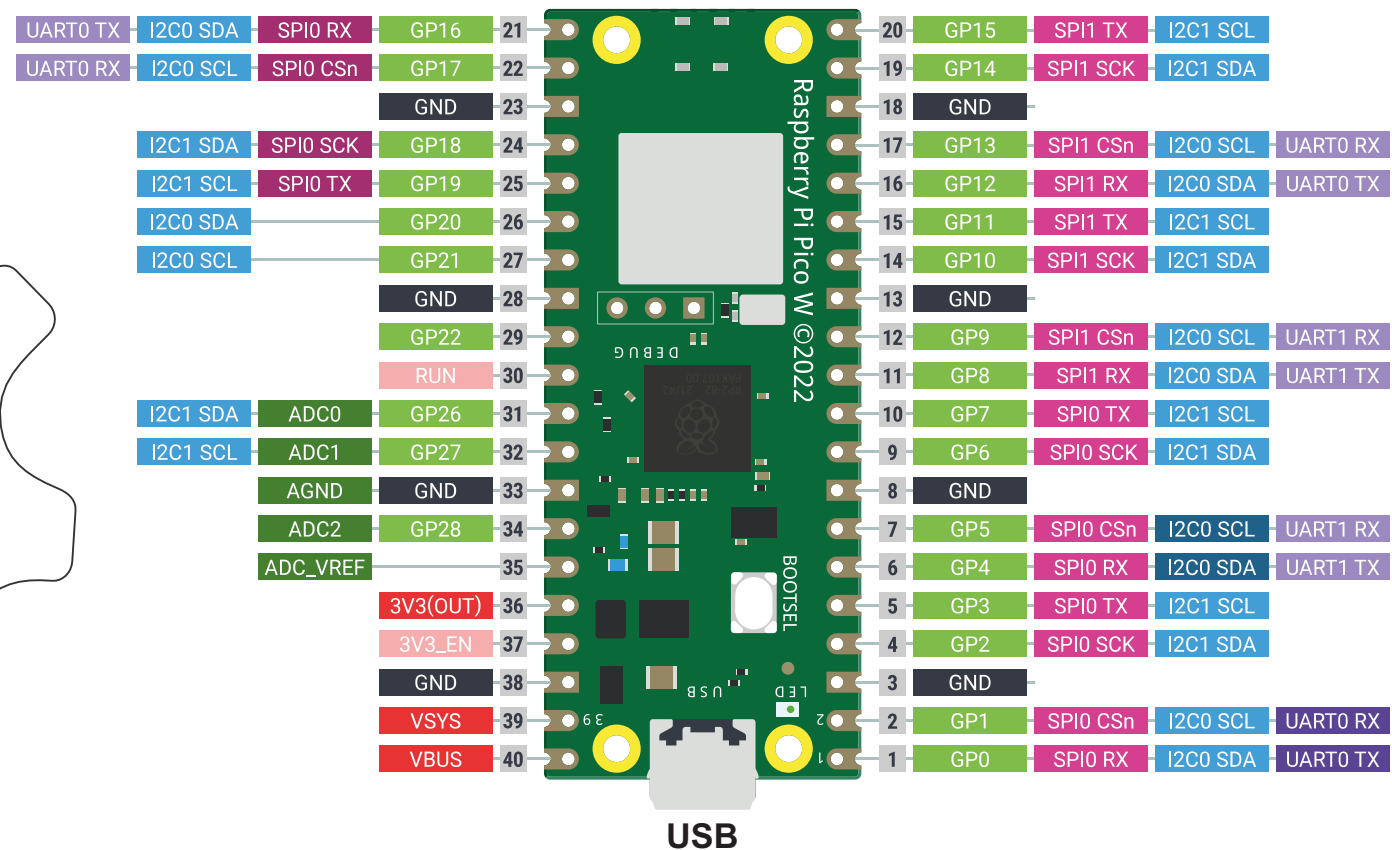 UART0 TX I2C0 SDA SPI0 RX GP16 21 20 GP15 SPI1 TX I2C1 SCL
UART0 RX I2C0 SCL SPI0 CSn GP17 22 19 GP14 SPI1 SCK I2C1 SDA
GND 23 18 GND
I2C1 SDA SPI0 SCK GP18 24 17 GP13 SPI1 CSn I2C0 SCL UART0 RX
I2C1 SCL SPI0 TX GP19 25 16 GP12 SPI1 RX I2C0 SDA UART0 TX
I2C0 SDA GP20 26 15 GP11 SPI1 TX I2C1 SCL
I2C0 SCL GP21 27 14 GP10 SPI1 SCK I2C1 SDA
GND 28 13 GND
GP22 29 12 GP9 SPI1 CSn I2C0 SCL UART1 RX
RUN 30 11 GP8 SPI1 RX I2C0 SDA UART1 TX
I2C1 SDA ADC0 GP26 31 10 GP7 SPI0 TX I2C1 SCL
I2C1 SCL ADC1 GP27 32 9 GP6 SPI0 SCK I2C1 SDA
AGND GND 33 8 GND
ADC2 GP28 34 7 GP5 SPI0 CSn I2C0 SCL UART1 RX
ADC_VREF 35 6 GP4 SPI0 RX I2C0 SDA UART1 TX
3V3(OUT) 36 5 GP3 SPI0 TX I2C1 SCL
3V3_EN 37 4 GP2 SPI0 SCK I2C1 SDA
GND 38 3 GND
VSYS 39 2 GP1 SPI0 CSn I2C0 SCL UART0 RX
VBUS 40 1 GP0 SPI0 RX I2C0 SDA UART0 TX
Raspberry Pi Pico W ©2022
DEBUG
BOOTSEL
USB
LED
39
2
1
USB